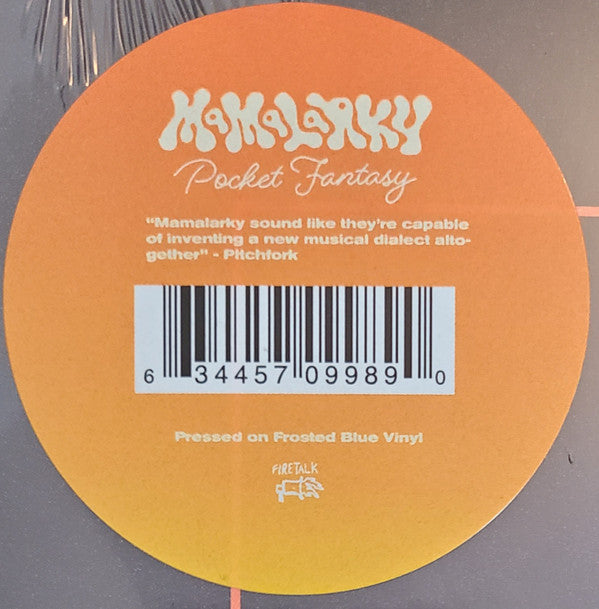 MaMaLaRKY
Pocket Fantasy
"Mamalarky sound like they're capable
of inventing a new musical dialect alto-
gether" - Pitchfork
6 34457 09989 0
Pressed on Frosted Blue Vinyl
FIRETALK